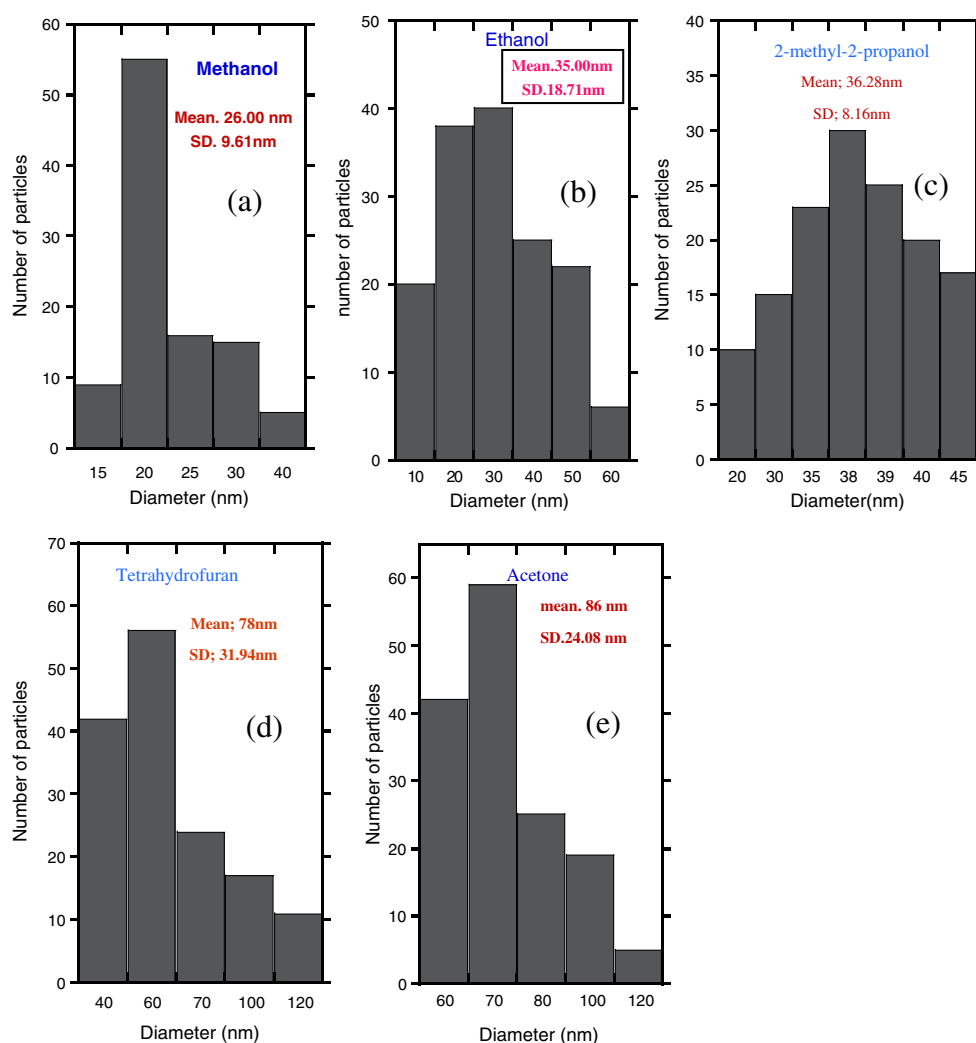 60
50
40
30
20
10
0
Number of particles
Methanol
Mean. 26.00 nm
SD. 9.61nm
(a)
15 20 25 30 40
Diameter (nm)
50
40
30
20
10
0
number of particles
Ethanol
Mean.35.00nm
SD.18.71nm
(b)
10 20 30 40 50 60
Diameter (nm)
40
35
30
25
20
15
10
5
0
Number of particles
2-methyl-2-propanol
Mean; 36.28nm
SD; 8.16nm
(c)
20 30 35 38 39 40 45
Diameter(nm)
70
60
50
40
30
20
10
0
Number of particles
Tetrahydrofuran
Mean; 78nm
SD; 31.94nm
(d)
40 60 70 100 120
Diameter (nm)
60
50
40
30
20
10
0
Number of particles
Acetone
mean. 86 nm
SD.24.08 nm
(e)
60 70 80 100 120
Diameter (nm)